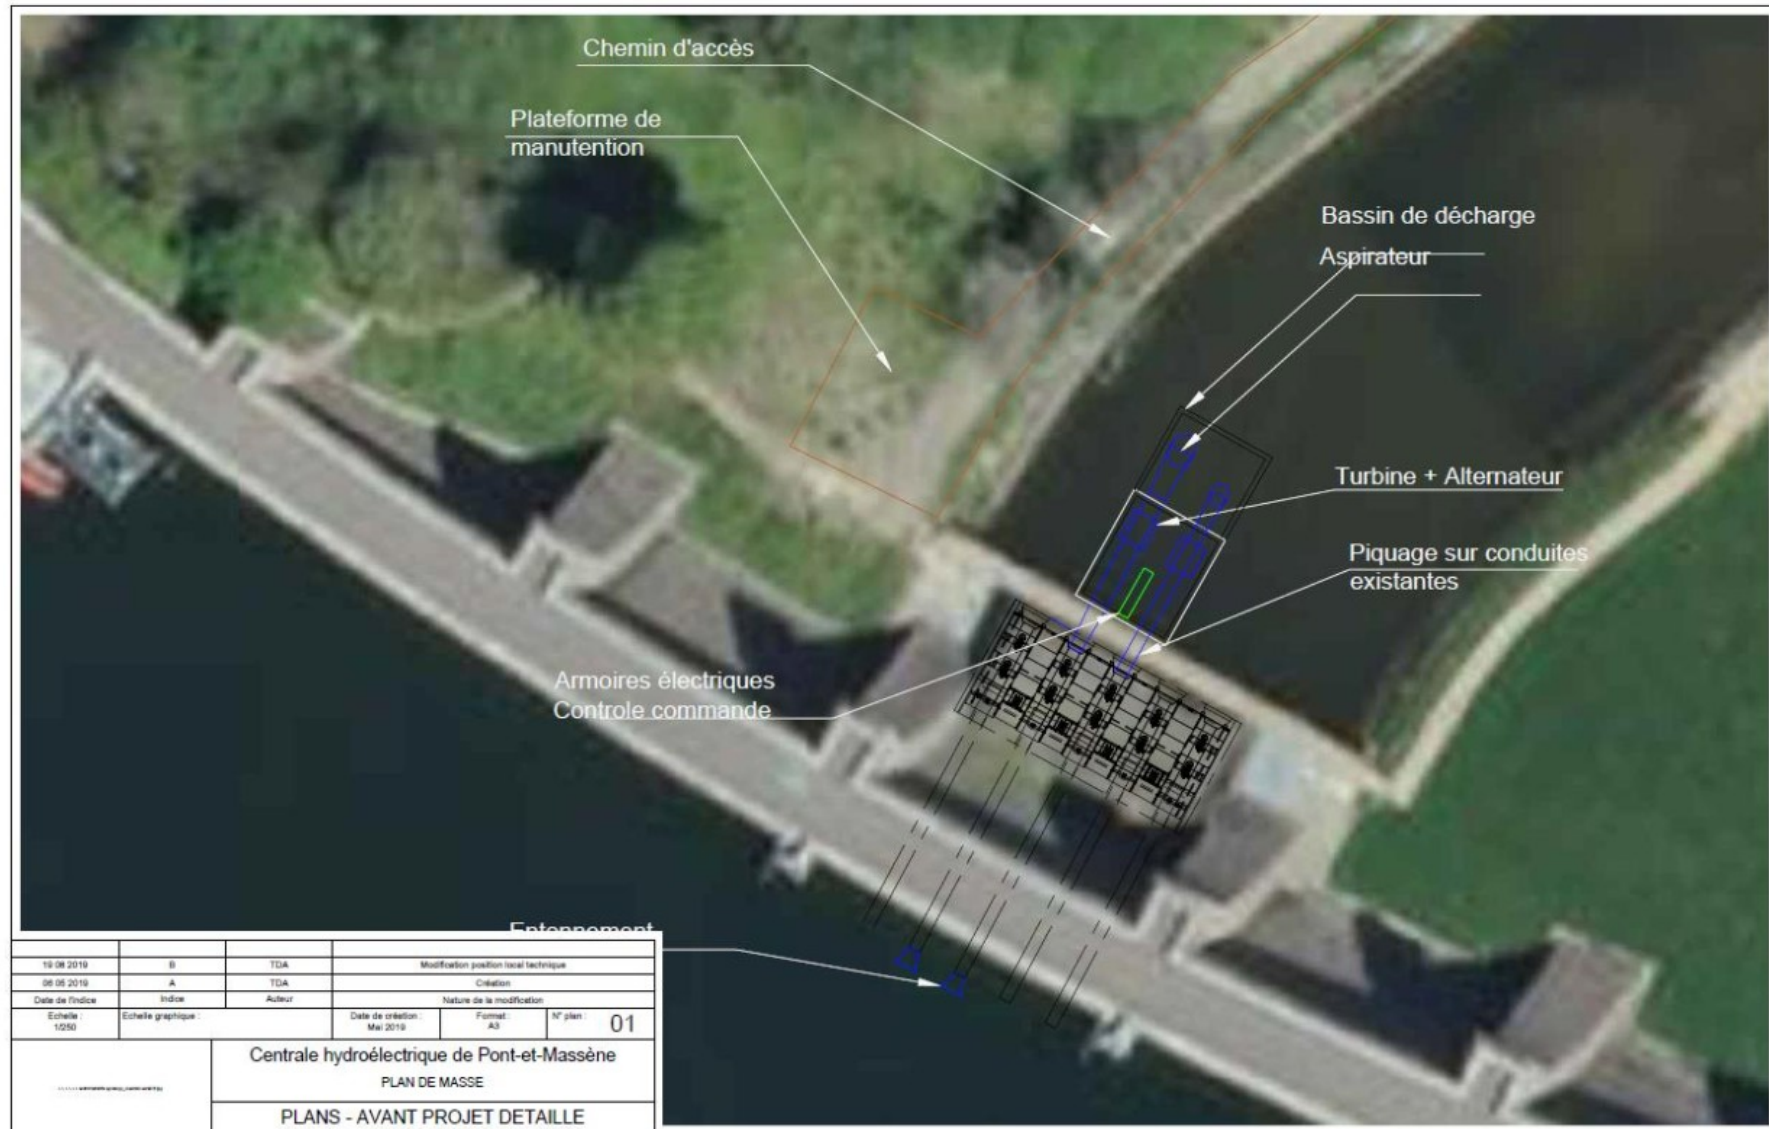 Chemin d'accès
Plateforme de
manutention
Bassin de décharge
Aspirateur
Turbine + Alternateur
Piquage sur conduites
existantes
Armoires électriques
Controle commande
Entonnement
19 08 2019 B TDA Modification position local technique
06 05 2019 A TDA Création
Date de l'indice Indice Auteur Nature de la modification
Echelle : Echelle graphique : Date de création : Format : N° plan : 01
1/250 Mai 2019 A3
Centrale hydroélectrique de Pont-et-Massène
PLAN DE MASSE
PLANS - AVANT PROJET DETAILLE